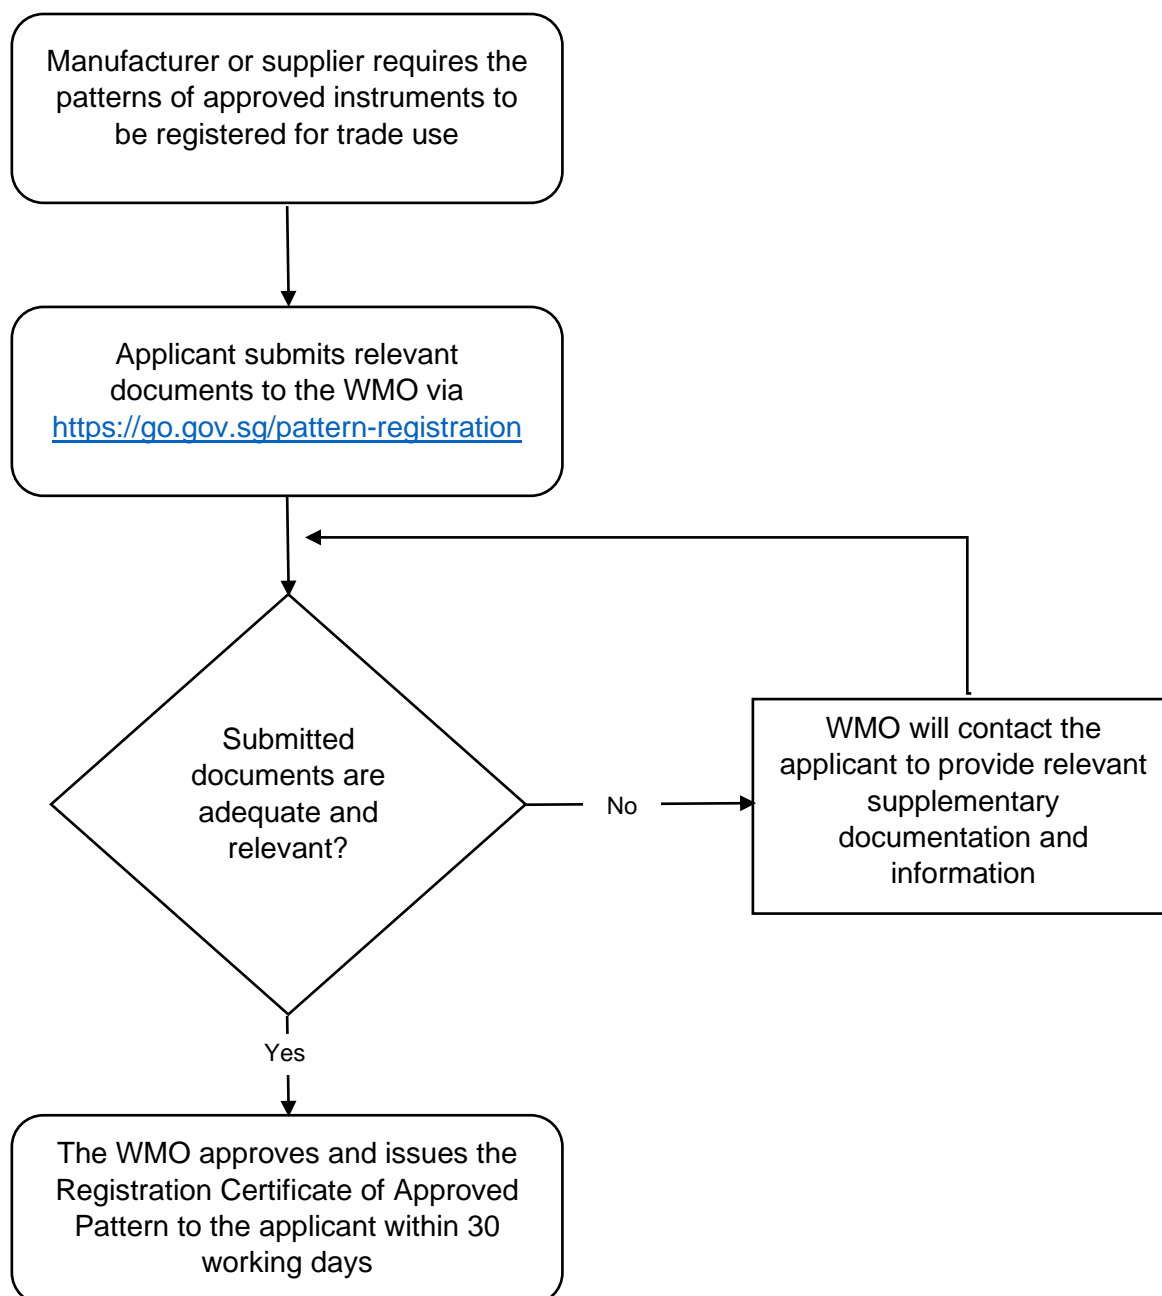 Manufacturer or supplier requires the
patterns of approved instruments to
be registered for trade use
Applicant submits relevant
documents to the WMO via
https://go.gov.sg/pattern-registration
Submitted
documents are
adequate and
relevant?
No
WMO will contact the
applicant to provide relevant
supplementary
documentation and
information
Yes
The WMO approves and issues the
Registration Certificate of Approved
Pattern to the applicant within 30
working days